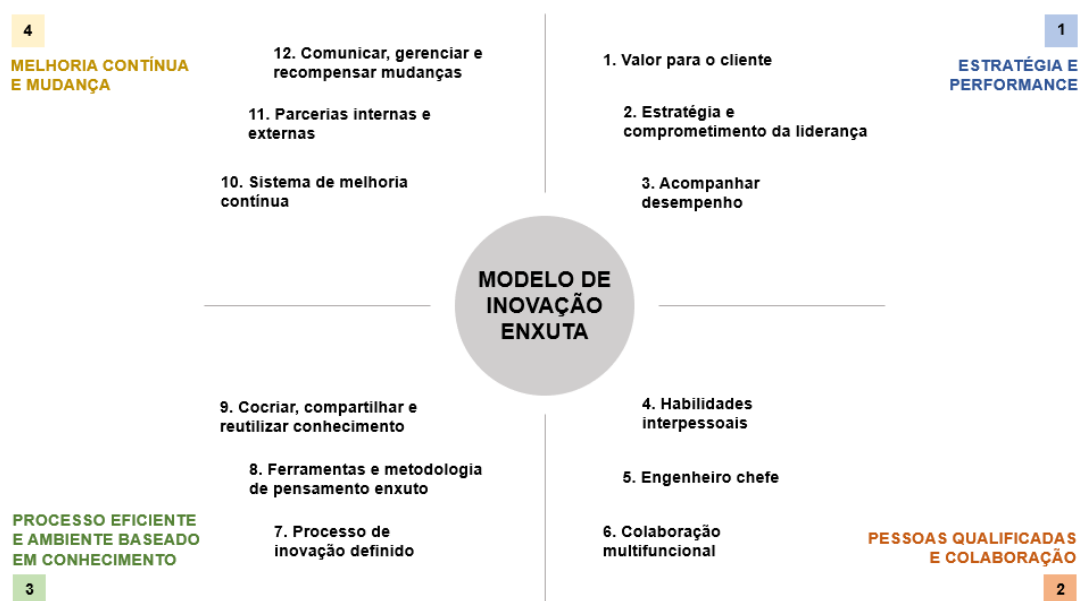 4
MELHORIA CONTÍNUA
E MUDANÇA
12. Comunicar, gerenciar e
recompensar mudanças
11. Parcerias internas e
externas
10. Sistema de melhoria
contínua
1
ESTRATÉGIA E
PERFORMANCE
1. Valor para o cliente
2. Estratégia e
comprometimento da liderança
3. Acompanhar
desempenho
MODELO DE
INOVAÇÃO
ENXUTA
9. Cocriar, compartilhar e
reutilizar conhecimento
8. Ferramentas e metodologia
de pensamento enxuto
7. Processo de
inovação definido
PROCESSO EFICIENTE
E AMBIENTE BASEADO
EM CONHECIMENTO
3
4. Habilidades
interpessoais
5. Engenheiro chefe
6. Colaboração
multifuncional
PESSOAS QUALIFICADAS
E COLABORAÇÃO
2